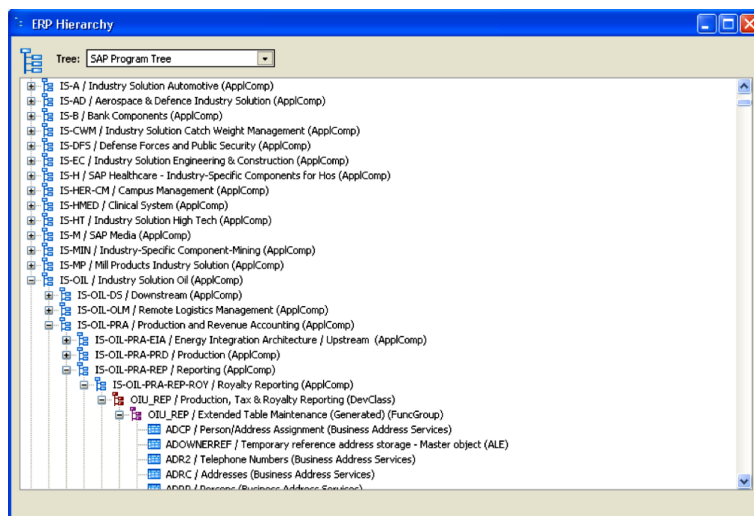 ERP Hierarchy
Tree: SAP Program Tree
IS-A / Industry Solution Automotive (ApplComp)
IS-AD / Aerospace & Defence Industry Solution (ApplComp)
IS-B / Bank Components (ApplComp)
IS-CWM / Industry Solution Catch Weight Management (ApplComp)
IS-DFS / Defense Forces and Public Security (ApplComp)
IS-EC / Industry Solution Engineering & Construction (ApplComp)
IS-H / SAP Healthcare - Industry-Specific Components for Hos (ApplComp)
IS-HER-CM / Campus Management (ApplComp)
IS-HMED / Clinical System (ApplComp)
IS-HT / Industry Solution High Tech (ApplComp)
IS-M / SAP Media (ApplComp)
IS-MIN / Industry-Specific Component-Mining (ApplComp)
IS-MP / Mill Products Industry Solution (ApplComp)
IS-OIL / Industry Solution Oil (ApplComp)
IS-OIL-DS / Downstream (ApplComp)
IS-OIL-OLM / Remote Logistics Management (ApplComp)
IS-OIL-PRA / Production and Revenue Accounting (ApplComp)
IS-OIL-PRA-EIA / Energy Integration Architecture / Upstream (ApplComp)
IS-OIL-PRA-PRD / Production (ApplComp)
IS-OIL-PRA-REP / Reporting (ApplComp)
IS-OIL-PRA-REP-ROY / Royalty Reporting (ApplComp)
OIU_REP / Production, Tax & Royalty Reporting (DevClass)
OIU_REP / Extended Table Maintenance (Generated) (FuncGroup)
ADCP / Person/Address Assignment (Business Address Services)
ADOWNERREF / Temporary reference address storage - Master object (ALE)
ADR2 / Telephone Numbers (Business Address Services)
ADRC / Addresses (Business Address Services)
ADRP / Persons (Business Address Services)